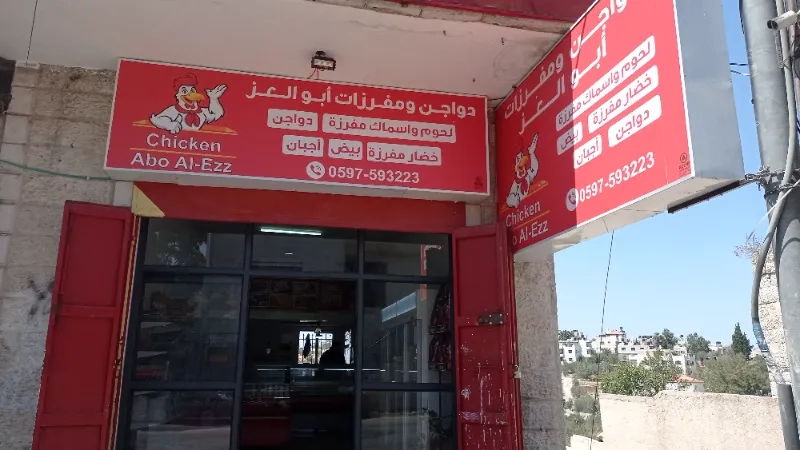 دواجن ومفرزات أبو العز
لحوم واسماك مفرزة
دواجن
خضار مفرزة
بيض
أجبان
0597-593223
Chicken
Abo Al-Ezz
دواجن ومفرزات
أبو العز
لحوم واسماك مفرزة
خضار مفرزة
بيض
دواجن
أجبان
0597-593223
Chicken
Abo Al-Ezz